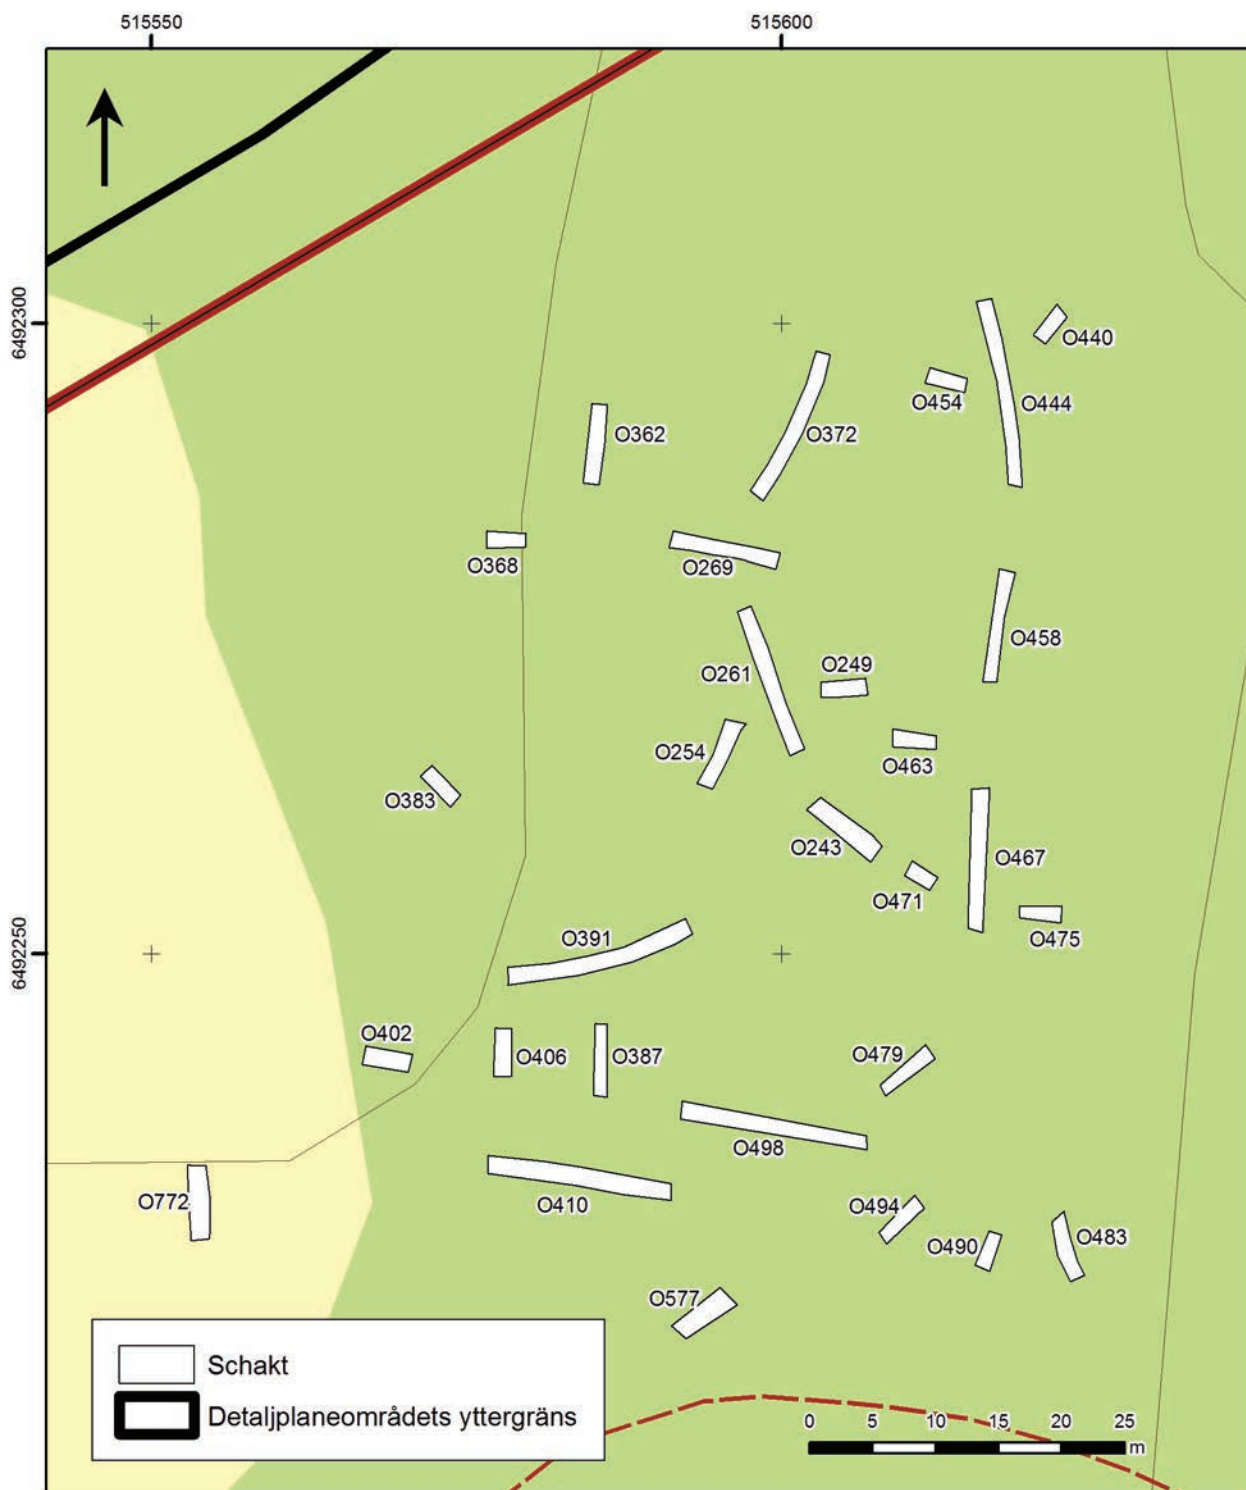 515550
515600
6492300
O440
O454
O444
O362
O372
O368
O269
O458
O249
O261
O254
O463
O383
O243
O467
O471
O475
O391
O402
O406
O387
O479
O498
O772
O410
O494
O490
O483
O577
6492250
Schakt
Detaljplaneområdets yttergräns
0 5 10 15 20 25
m